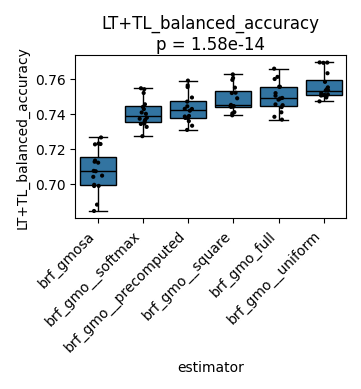 LT+TL_balanced_accuracy
p = 1.58e-14
LT+TL_balanced_accuracy
0.76
0.74
0.72
0.70
brf_gmosa
brf_gmo__softmax
brf_gmo__precomputed
brf_gmo__square
brf_gmo_full
brf_gmo__uniform
estimator